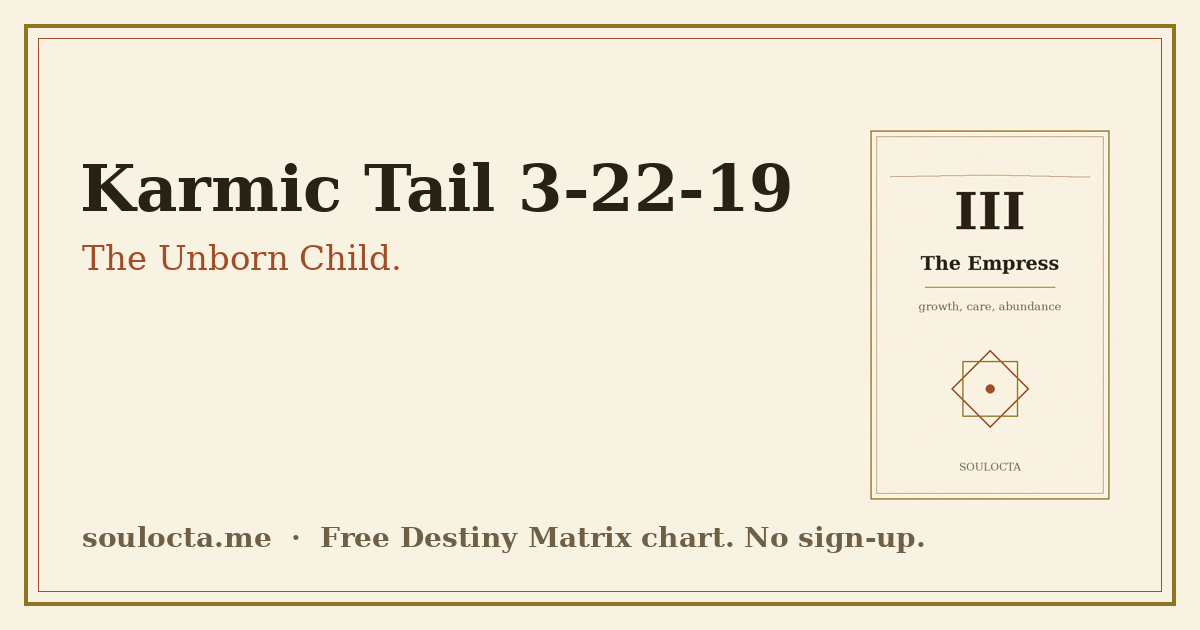 Karmic Tail 3-22-19
The Unborn Child.
III
The Empress
growth, care, abundance
SOULOCTA
soulocta.me · Free Destiny Matrix chart. No sign-up.